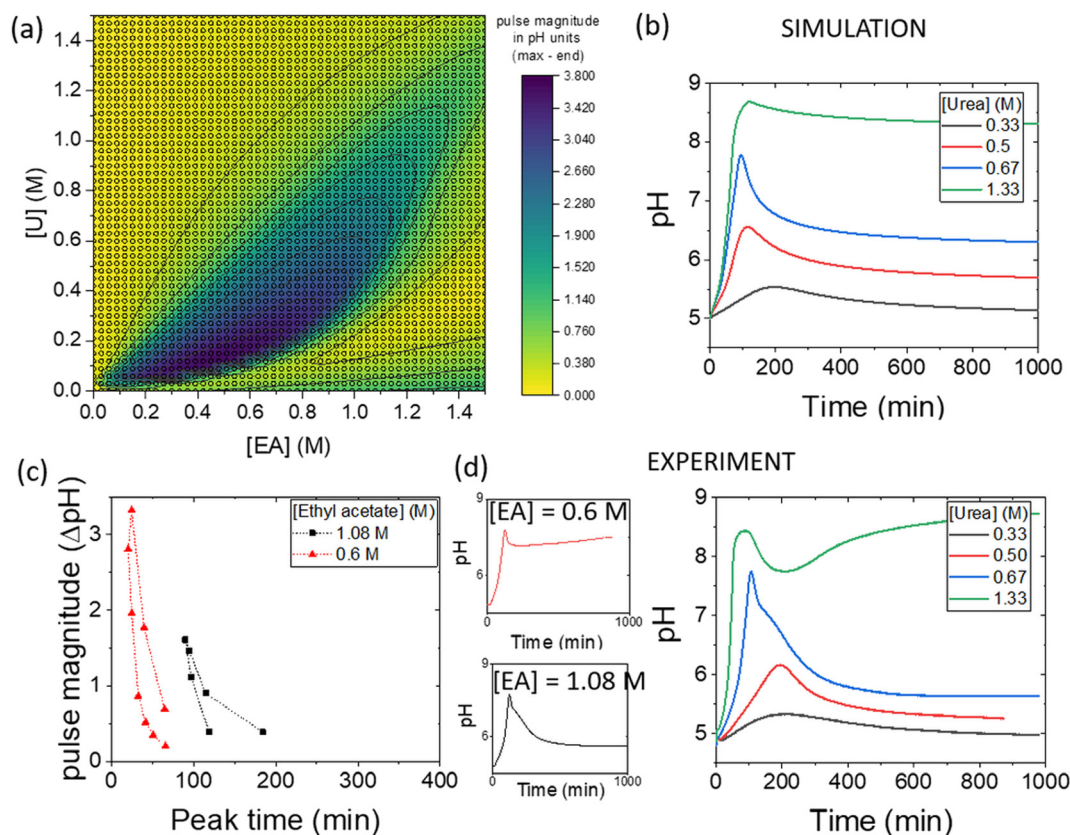 (a)
pulse magnitude
in pH units
(max - end)
3.800
3.420
3.040
2.660
2.280
1.900
1.520
1.140
0.760
0.380
0.000
1.4
1.2
1.0
0.8
0.6
0.4
0.2
0.0
[U] (M)
0.0 0.2 0.4 0.6 0.8 1.0 1.2 1.4
[EA] (M)
(b)
SIMULATION
[Urea] (M)
0.33
0.5
0.67
1.33
9
8
7
6
5
pH
0 200 400 600 800 1000
Time (min)
(c)
[Ethyl acetate] (M)
1.08 M
0.6 M
3
2
1
0
pulse magnitude (ΔpH)
0 100 200 300 400
Peak time (min)
(d)
EXPERIMENT
[EA] = 0.6 M
9
6
pH
0 1000
Time (min)
[EA] = 1.08 M
9
6
pH
0 1000
Time (min)
[Urea] (M)
0.33
0.50
0.67
1.33
9
8
7
6
5
pH
0 200 400 600 800 1000
Time (min)